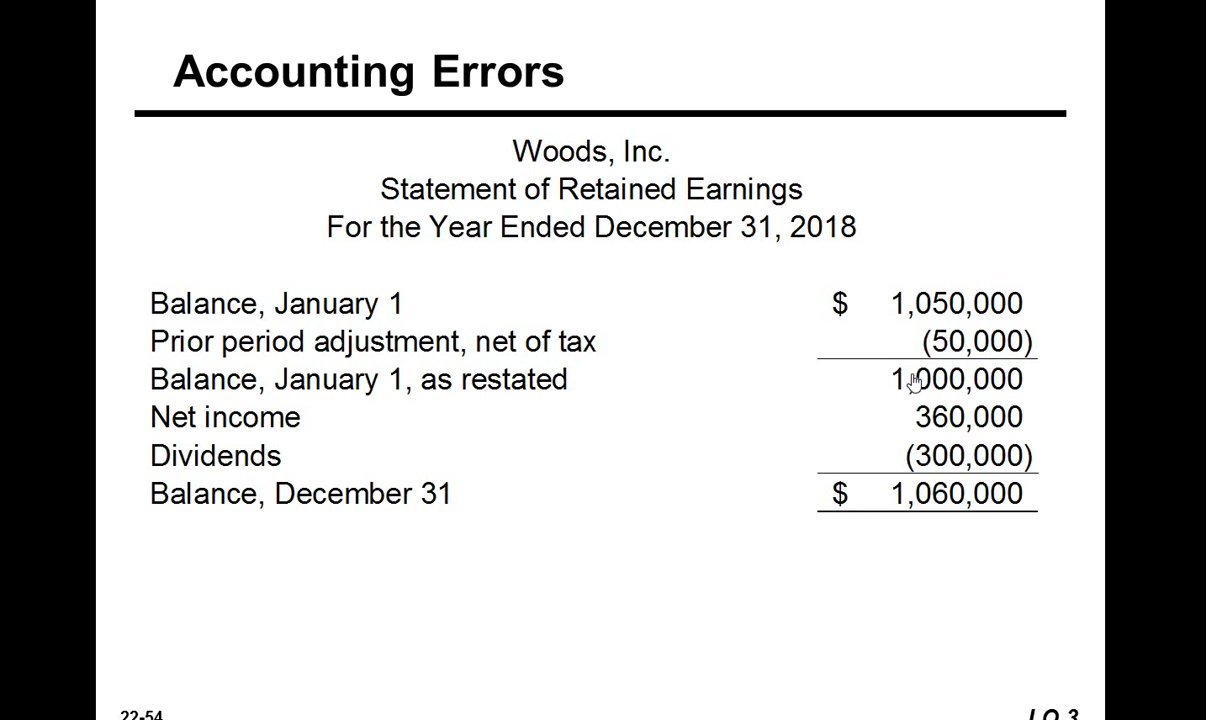 Accounting Errors
Woods, Inc.
Statement of Retained Earnings
For the Year Ended December 31, 2018
Balance, January 1 $ 1,050,000
Prior period adjustment, net of tax (50,000)
Balance, January 1, as restated 1,000,000
Net income 360,000
Dividends (300,000)
Balance, December 31 $ 1,060,000
22-54 LO 3